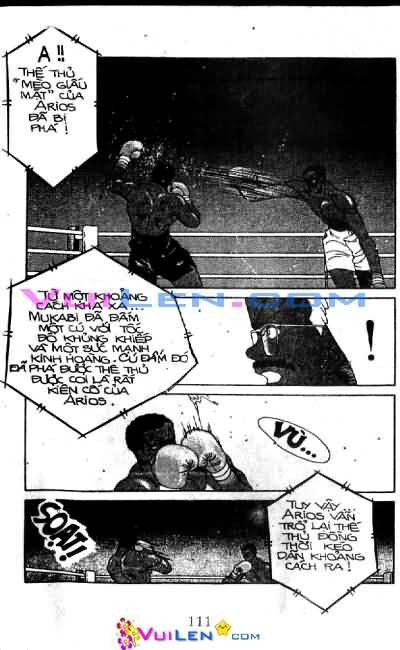 A!!
THẾ THỦ
"MÈO GIẤU
MẶT" CỦA
ARIOS
ĐÃ BỊ
PHÁ!
TỪ MỘT KHOẢNG
CÁCH KHÁ XA...
MUKABI ĐÃ ĐẤM
MỘT CÚ VỚI TỐC
ĐỘ KHỦNG KHIẾP
VÀ MỘT SỨC MẠNH
KINH HOÀNG. CÚ ĐẤM ĐÓ
ĐÃ PHÁ ĐƯỢC THẾ THỦ
ĐƯỢC COI LÀ RẤT
KIÊN CỐ CỦA
ARIOS.
VUILEN.COM
!
VÙ...
SOẠT!!
TUY VẬY...
ARIOS VẪN
TRỞ LẠI THẾ
THỦ ĐỒNG
THỜI KÉO
DÃN KHOẢNG
CÁCH RA!
111
VUILEN.COM